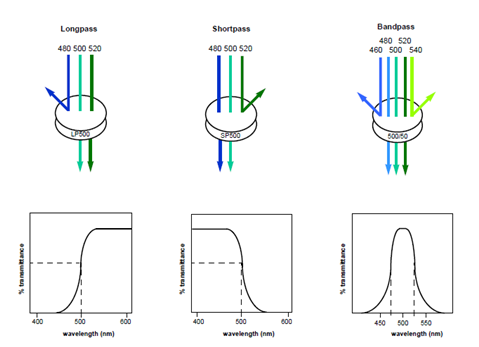 Longpass
Shortpass
Bandpass
480 500 520
480 500 520
480 520
460 500 540
LP500
SP500
500/50
% transmittance
400 500 600
wavelength (nm)
% transmittance
400 500 600
wavelength (nm)
% transmittance
450 500 550
wavelength (nm)